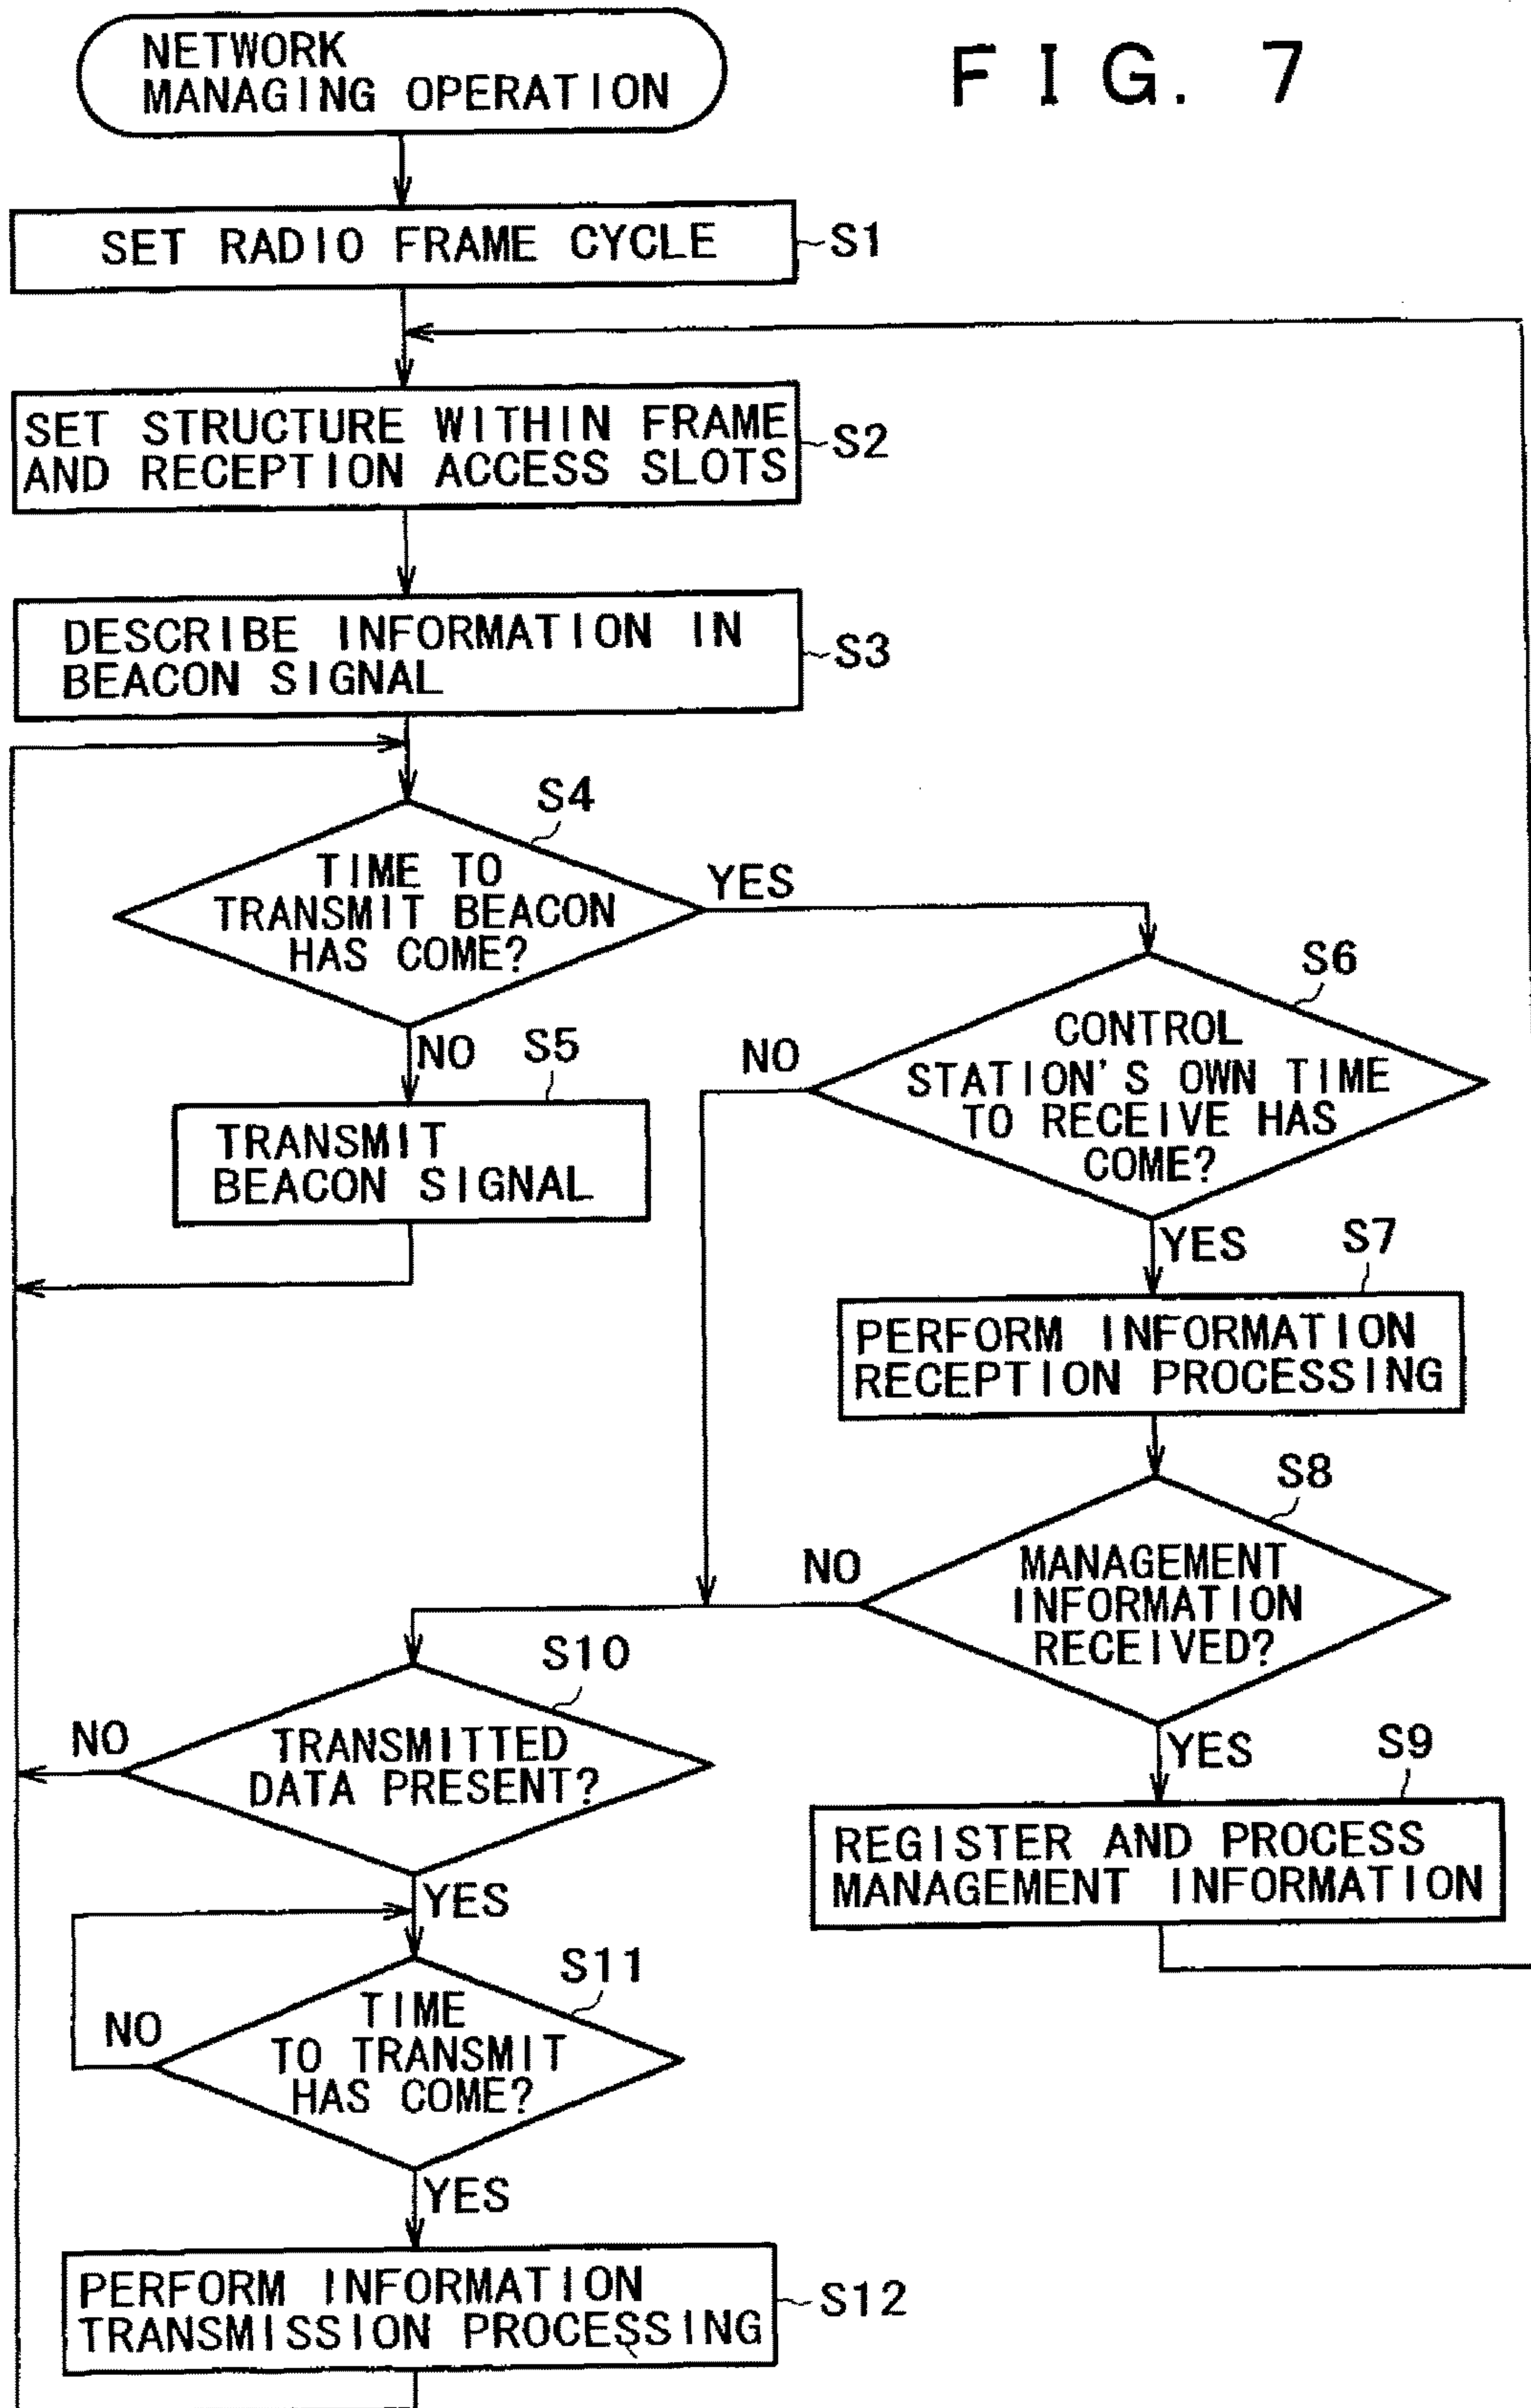 NETWORK
MANAGING OPERATION
FIG. 7
SET RADIO FRAME CYCLE
S1
SET STRUCTURE WITHIN FRAME
AND RECEPTION ACCESS SLOTS
S2
DESCRIBE INFORMATION IN
BEACON SIGNAL
S3
S4
TIME TO
TRANSMIT BEACON
HAS COME?
YES
NO
S5
TRANSMIT
BEACON SIGNAL
S6
CONTROL
STATION'S OWN TIME
TO RECEIVE HAS
COME?
NO
YES
S7
PERFORM INFORMATION
RECEPTION PROCESSING
S8
MANAGEMENT
INFORMATION
RECEIVED?
NO
YES
S9
REGISTER AND PROCESS
MANAGEMENT INFORMATION
S10
TRANSMITTED
DATA PRESENT?
NO
YES
S11
TIME
TO TRANSMIT
HAS COME?
NO
YES
PERFORM INFORMATION
TRANSMISSION PROCESSING
S12